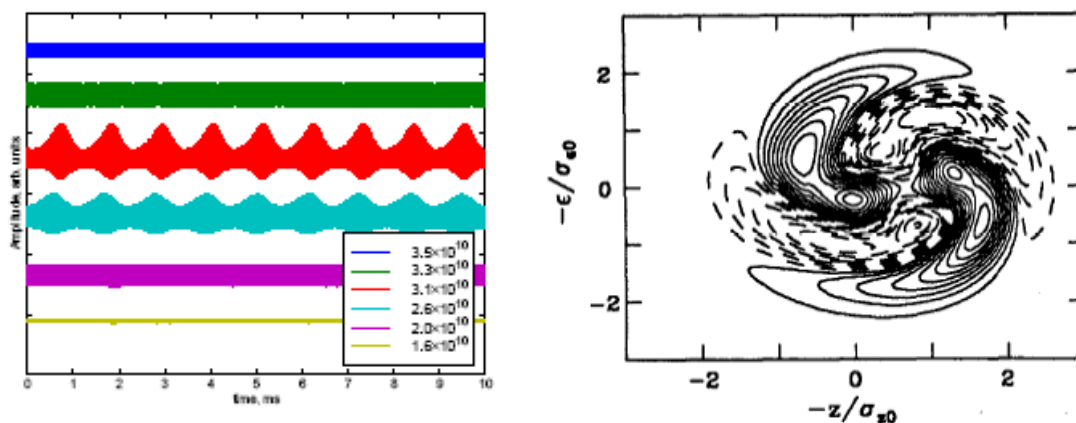 Amplitude, arb. units
3.5×10¹⁰
3.3×10¹⁰
3.1×10¹⁰
2.6×10¹⁰
2.0×10¹⁰
1.6×10¹⁰
0 1 2 3 4 5 6 7 8 9 10
time, ms
−ϵ/σϵ0
2
0
−2
−2 0 2
−z/σz0